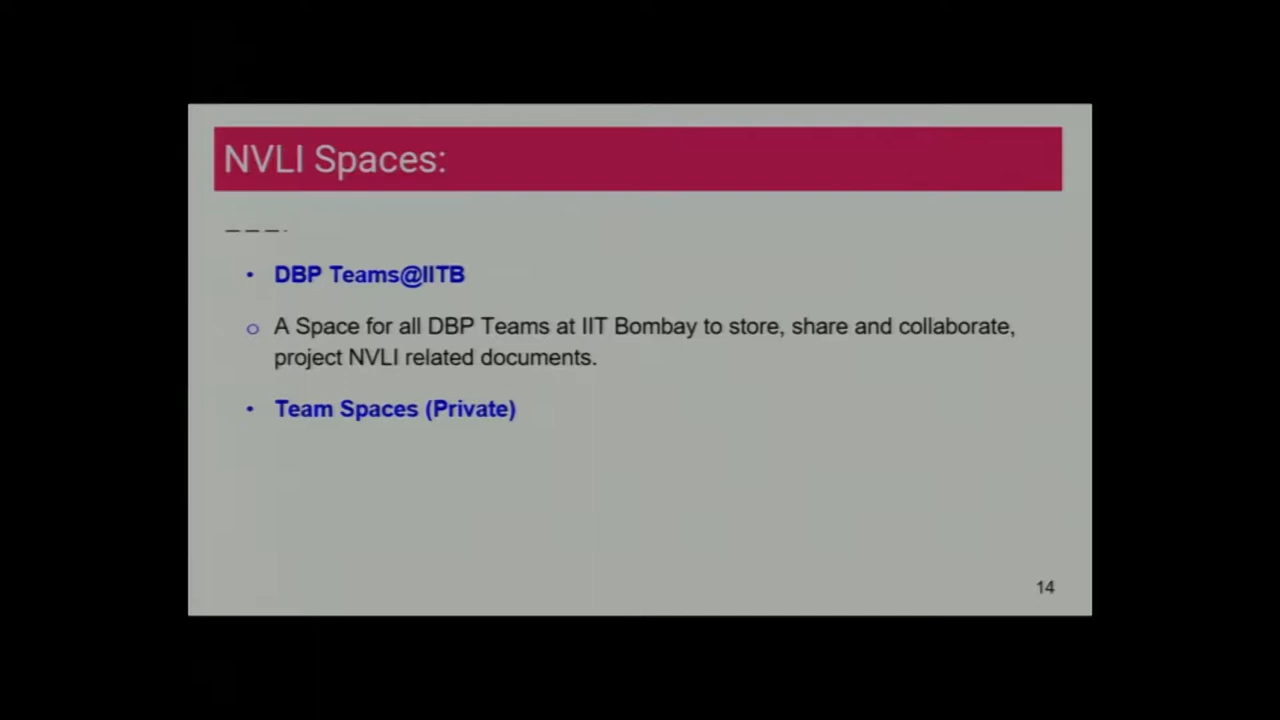 NVLI Spaces:
• DBP Teams@IITB
o A Space for all DBP Teams at IIT Bombay to store, share and collaborate,
project NVLI related documents.
• Team Spaces (Private)
14